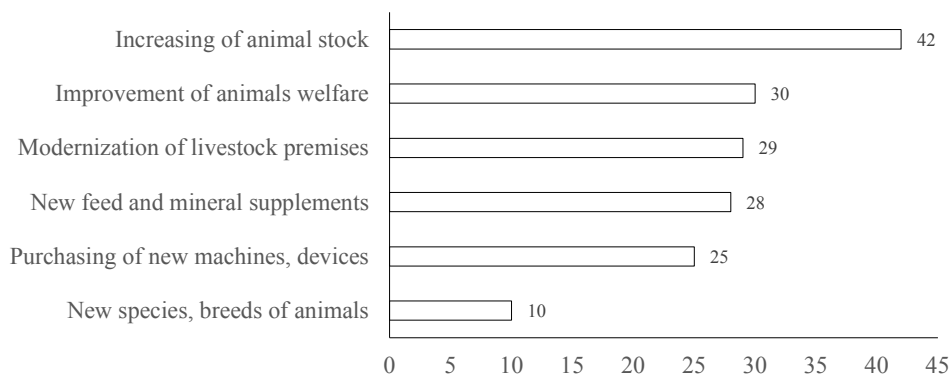 Increasing of animal stock 42
Improvement of animals welfare 30
Modernization of livestock premises 29
New feed and mineral supplements 28
Purchasing of new machines, devices 25
New species, breeds of animals 10
0 5 10 15 20 25 30 35 40 45